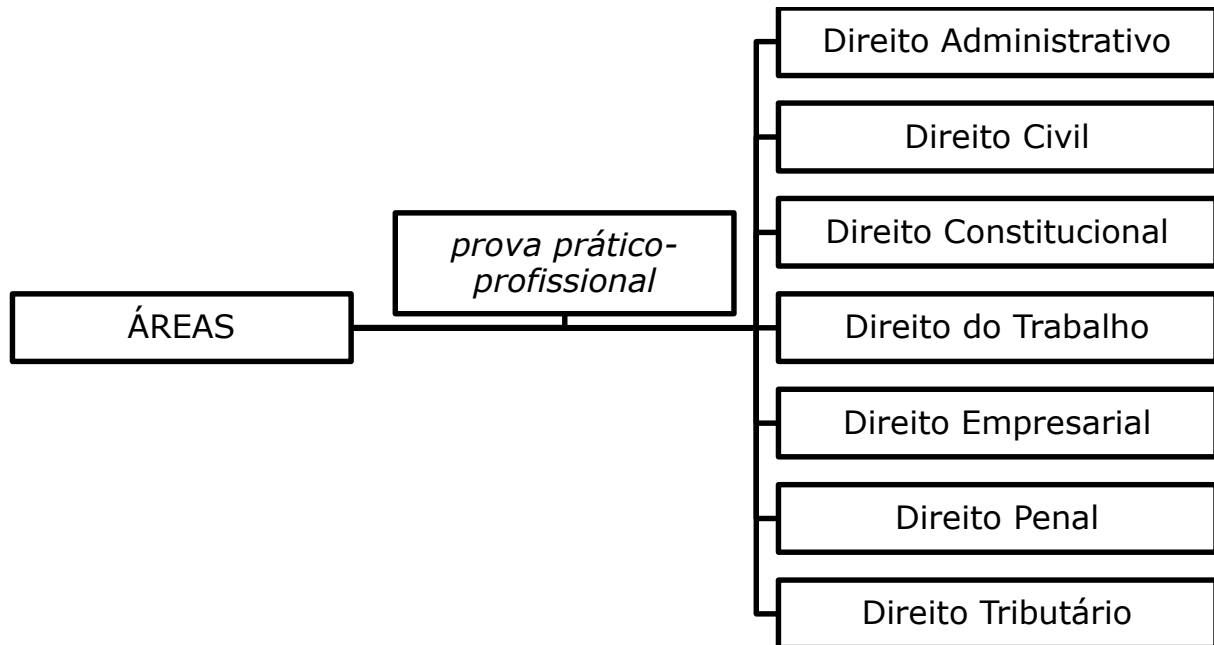 ÁREAS
prova prático-
profissional
Direito Administrativo
Direito Civil
Direito Constitucional
Direito do Trabalho
Direito Empresarial
Direito Penal
Direito Tributário